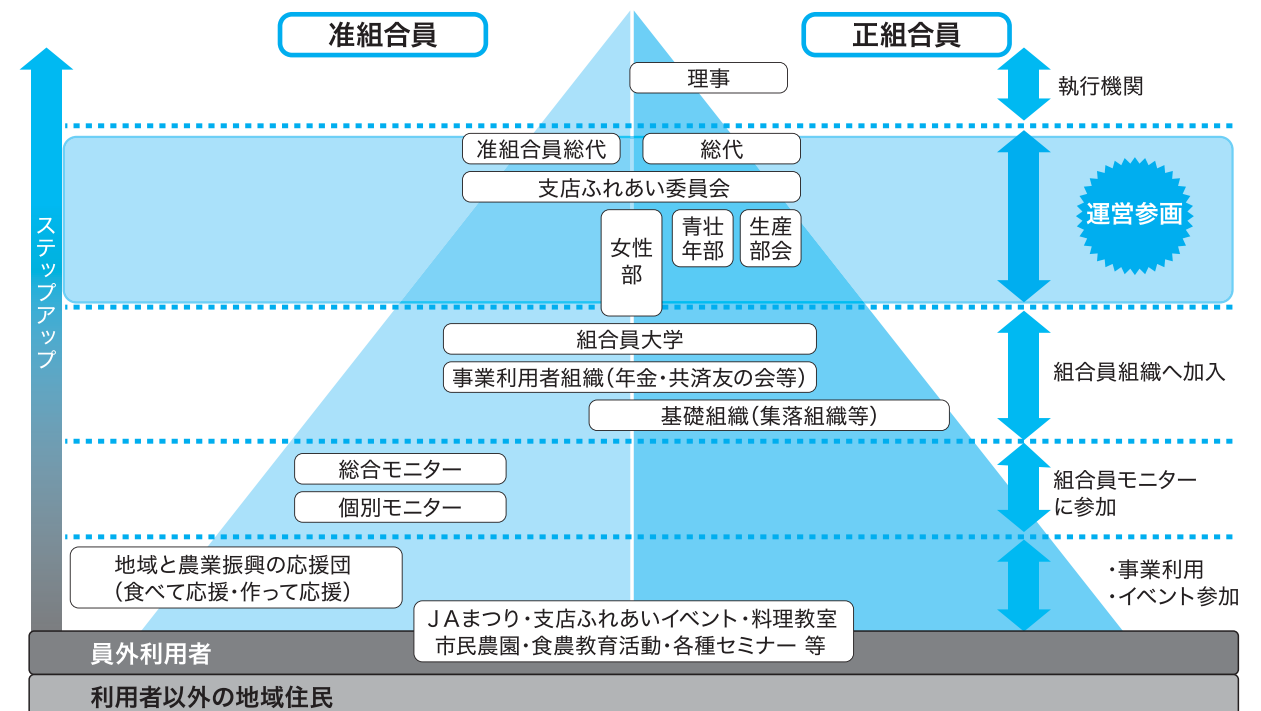 准組合員
正組合員
理事
執行機関
准組合員総代
総代
支店ふれあい委員会
運営参画
女性
部
青壮
年部
生産
部会
ステップアップ
組合員大学
事業利用者組織(年金・共済友の会等)
組合員組織へ加入
基礎組織(集落組織等)
総合モニター
個別モニター
組合員モニター
に参加
地域と農業振興の応援団
(食べて応援・作って応援)
・事業利用
・イベント参加
JAまつり・支店ふれあいイベント・料理教室
市民農園・食農教育活動・各種セミナー 等
員外利用者
利用者以外の地域住民